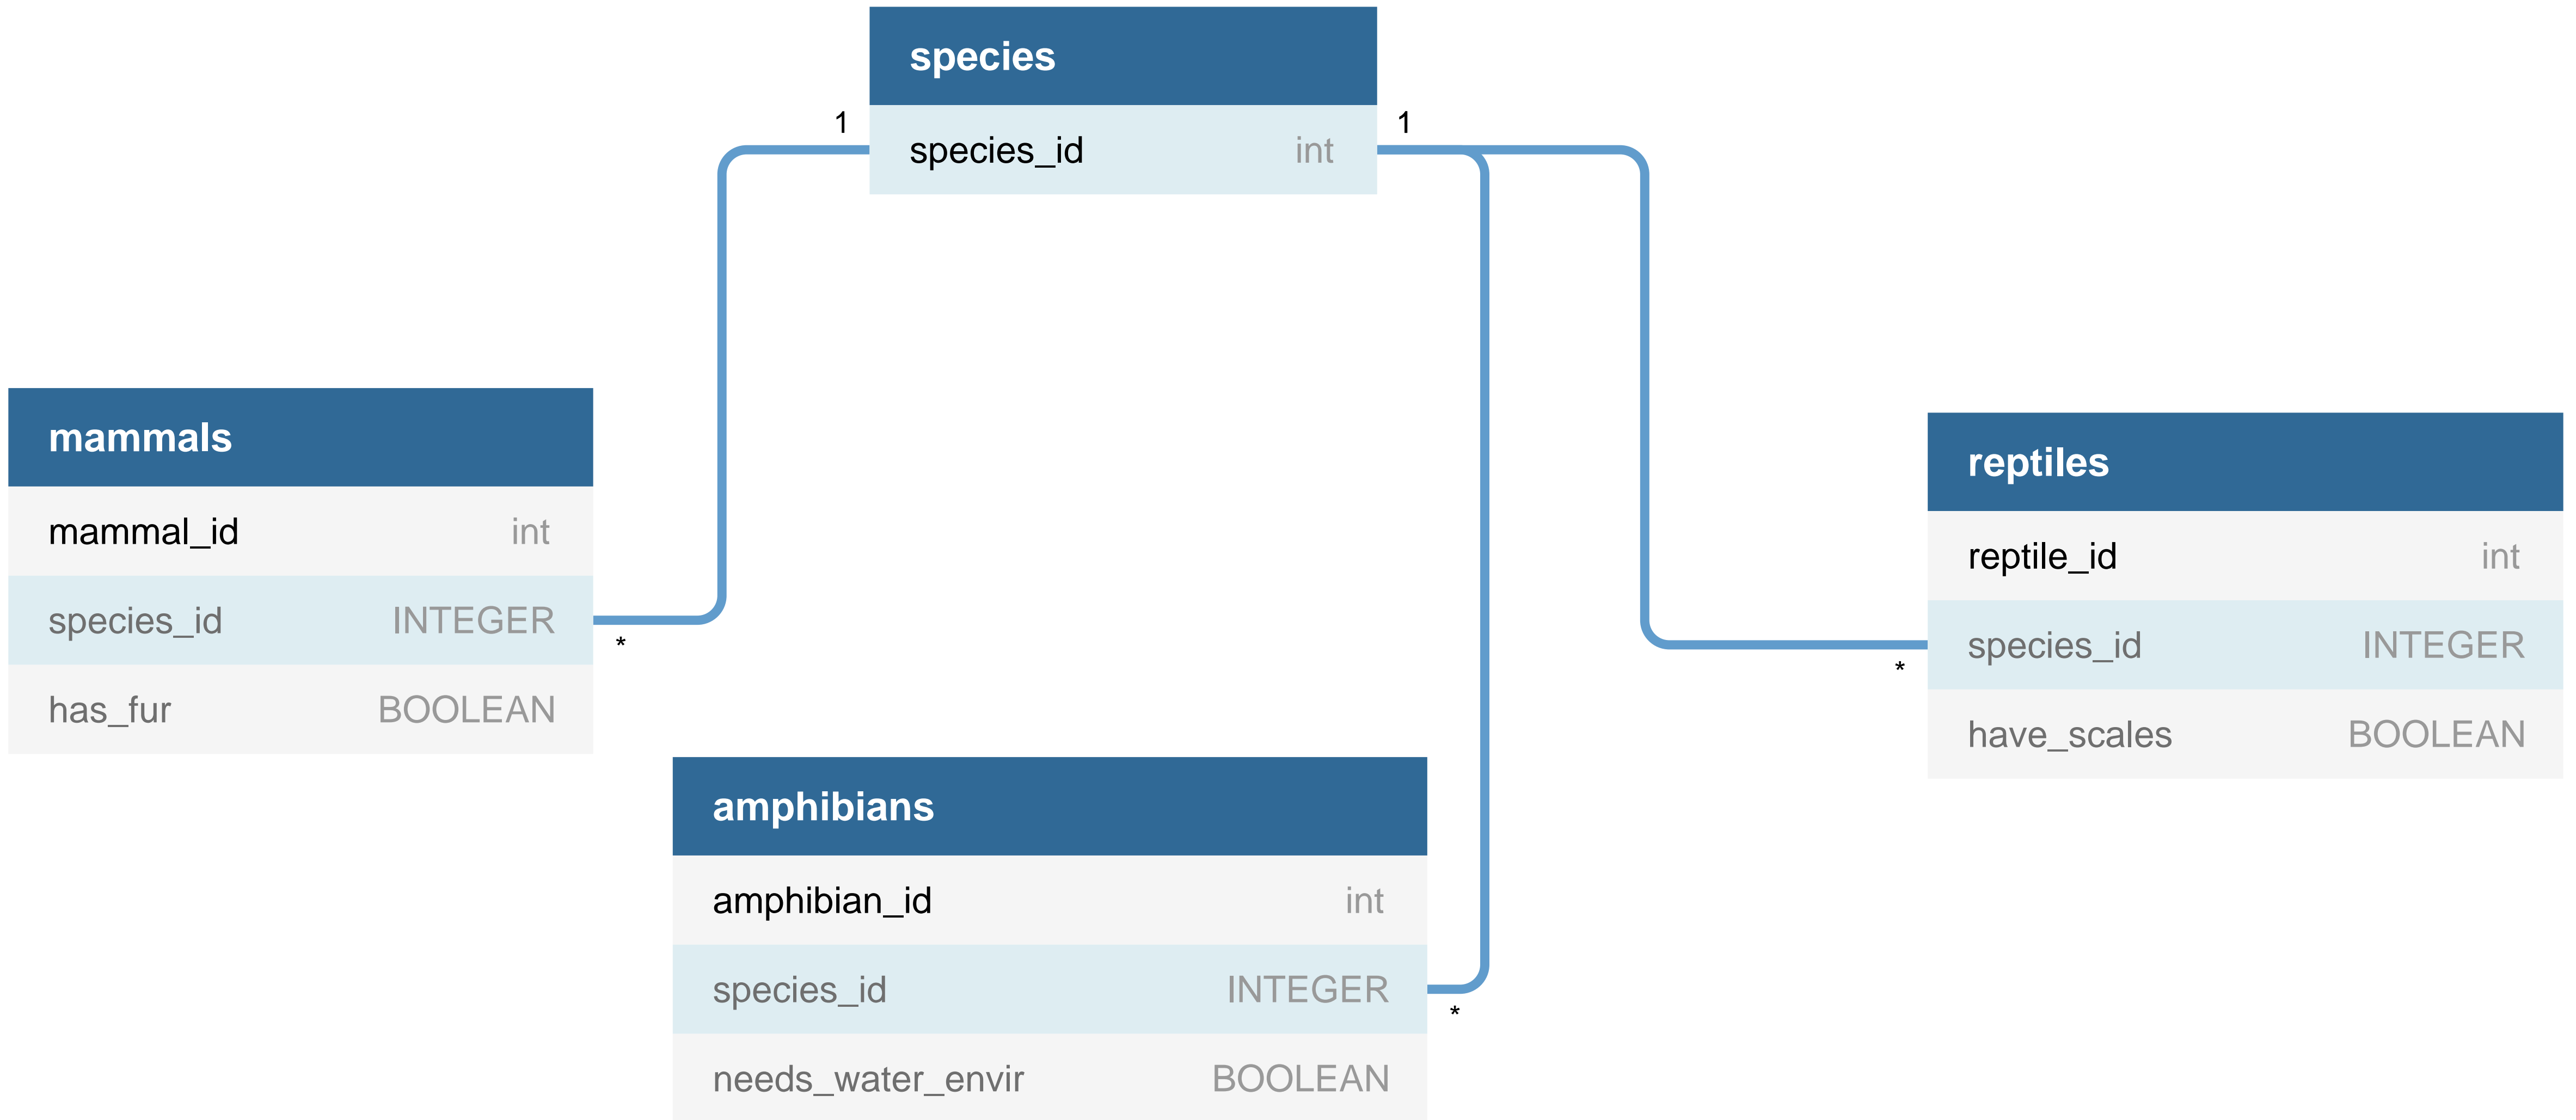 species
1
1
species_id int
mammals
mammal_id int
species_id INTEGER
*
has_fur BOOLEAN
reptiles
reptile_id int
species_id INTEGER
*
have_scales BOOLEAN
amphibians
amphibian_id int
species_id INTEGER
*
needs_water_envir BOOLEAN